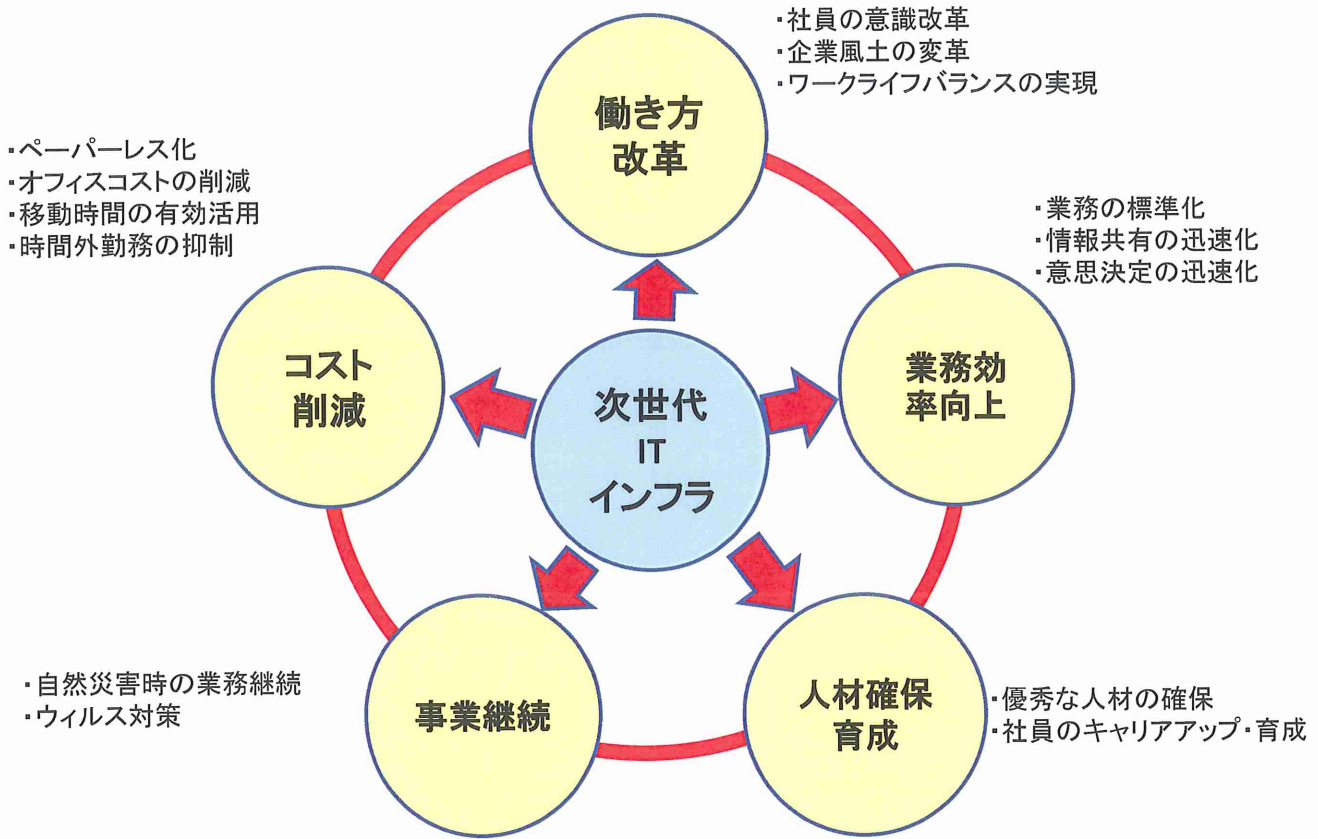 ・社員の意識改革
・企業風土の変革
・ワークライフバランスの実現
働き方
改革
・ペーパーレス化
・オフィスコストの削減
・移動時間の有効活用
・時間外勤務の抑制
・業務の標準化
・情報共有の迅速化
・意思決定の迅速化
コスト
削減
業務効
率向上
次世代
IT
インフラ
・自然災害時の業務継続
・ウィルス対策
事業継続
人材確保
育成
・優秀な人材の確保
・社員のキャリアアップ・育成